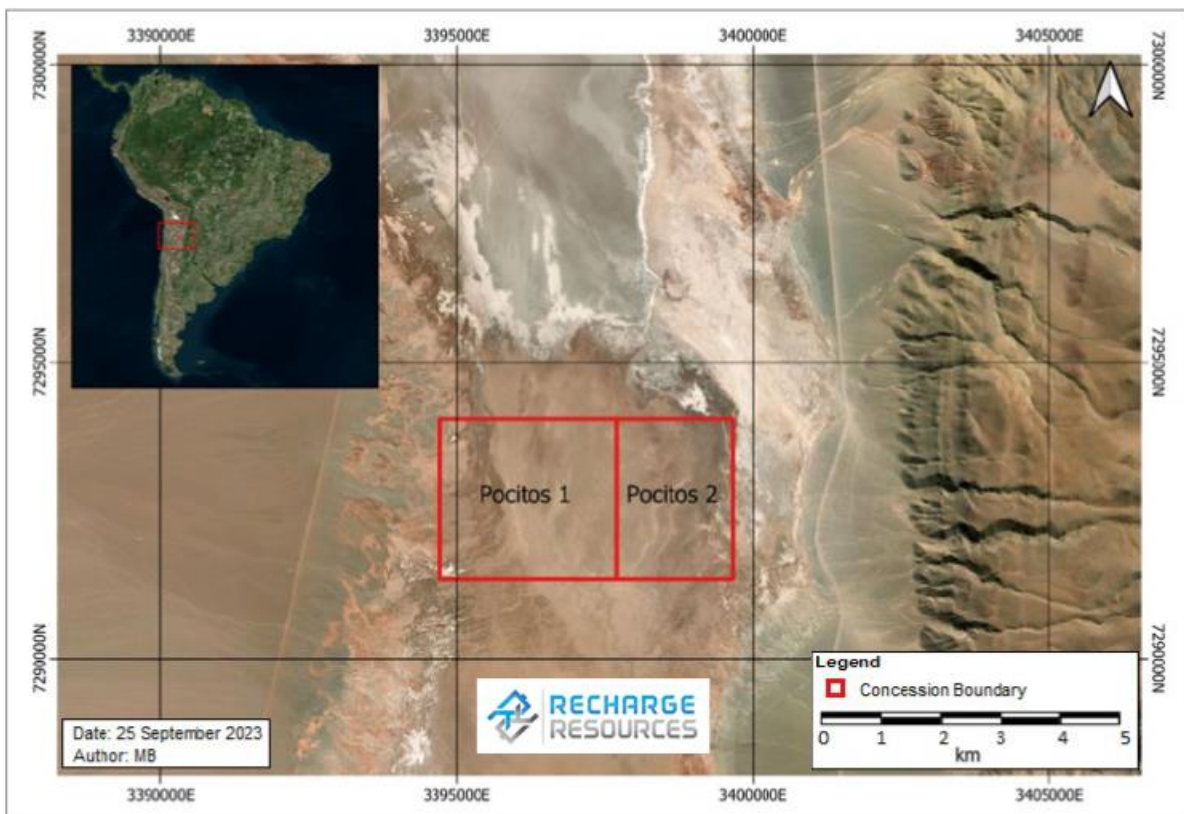 3390000E 3395000E 3400000E 3405000E
7300000N
7300000N
7295000N
7295000N
Pocitos 1
Pocitos 2
7290000N
7290000N
Legend
Concession Boundary
0 1 2 3 4 5
km
RECHARGE
RESOURCES
Date: 25 September 2023
Author: MB
3390000E 3395000E 3400000E 3405000E